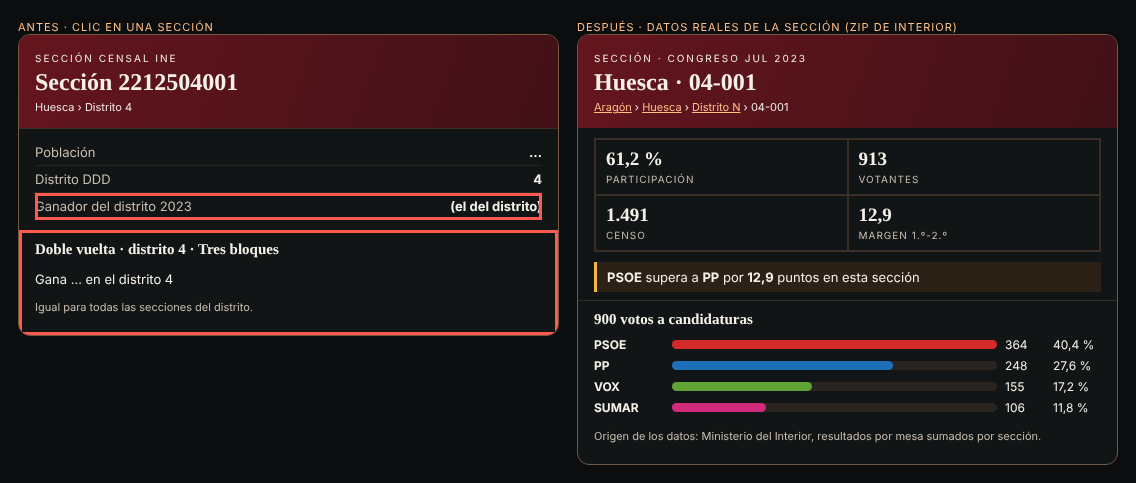 ANTES · CLIC EN UNA SECCIÓN
SECCIÓN CENSAL INE
Sección 2212504001
Huesca › Distrito 4
Población ...
Distrito DDD 4
Ganador del distrito 2023 (el del distrito)
Doble vuelta · distrito 4 · Tres bloques
Gana ... en el distrito 4
Igual para todas las secciones del distrito.
DESPUÉS · DATOS REALES DE LA SECCIÓN (ZIP DE INTERIOR)
SECCIÓN · CONGRESO JUL 2023
Huesca · 04-001
Aragón › Huesca › Distrito N › 04-001
61,2 % 913
PARTICIPACIÓN VOTANTES
1.491 12,9
CENSO MARGEN 1.º-2.º
PSOE supera a PP por 12,9 puntos en esta sección
900 votos a candidaturas
PSOE 364 40,4 %
PP 248 27,6 %
VOX 155 17,2 %
SUMAR 106 11,8 %
Origen de los datos: Ministerio del Interior, resultados por mesa sumados por sección.